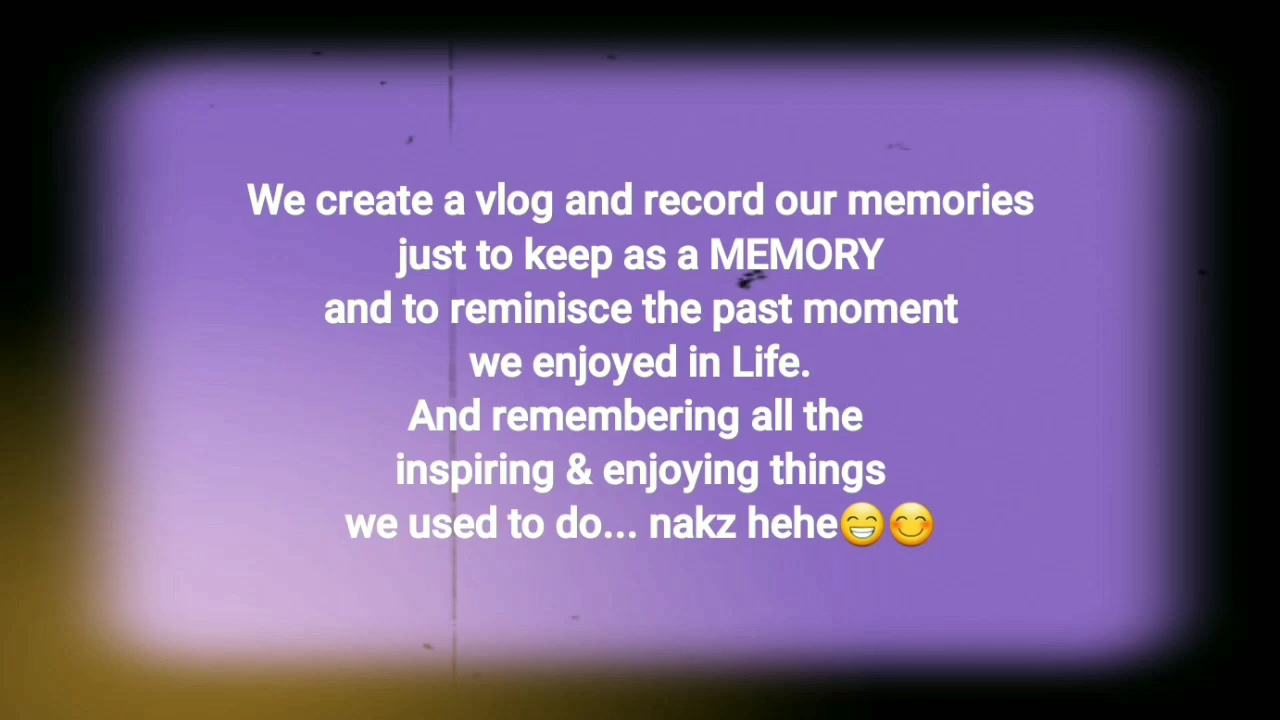 We create a vlog and record our memories
just to keep as a MEMORY
and to reminisce the past moment
we enjoyed in Life.
And remembering all the
inspiring & enjoying things
we used to do... nakz hehe😁😊